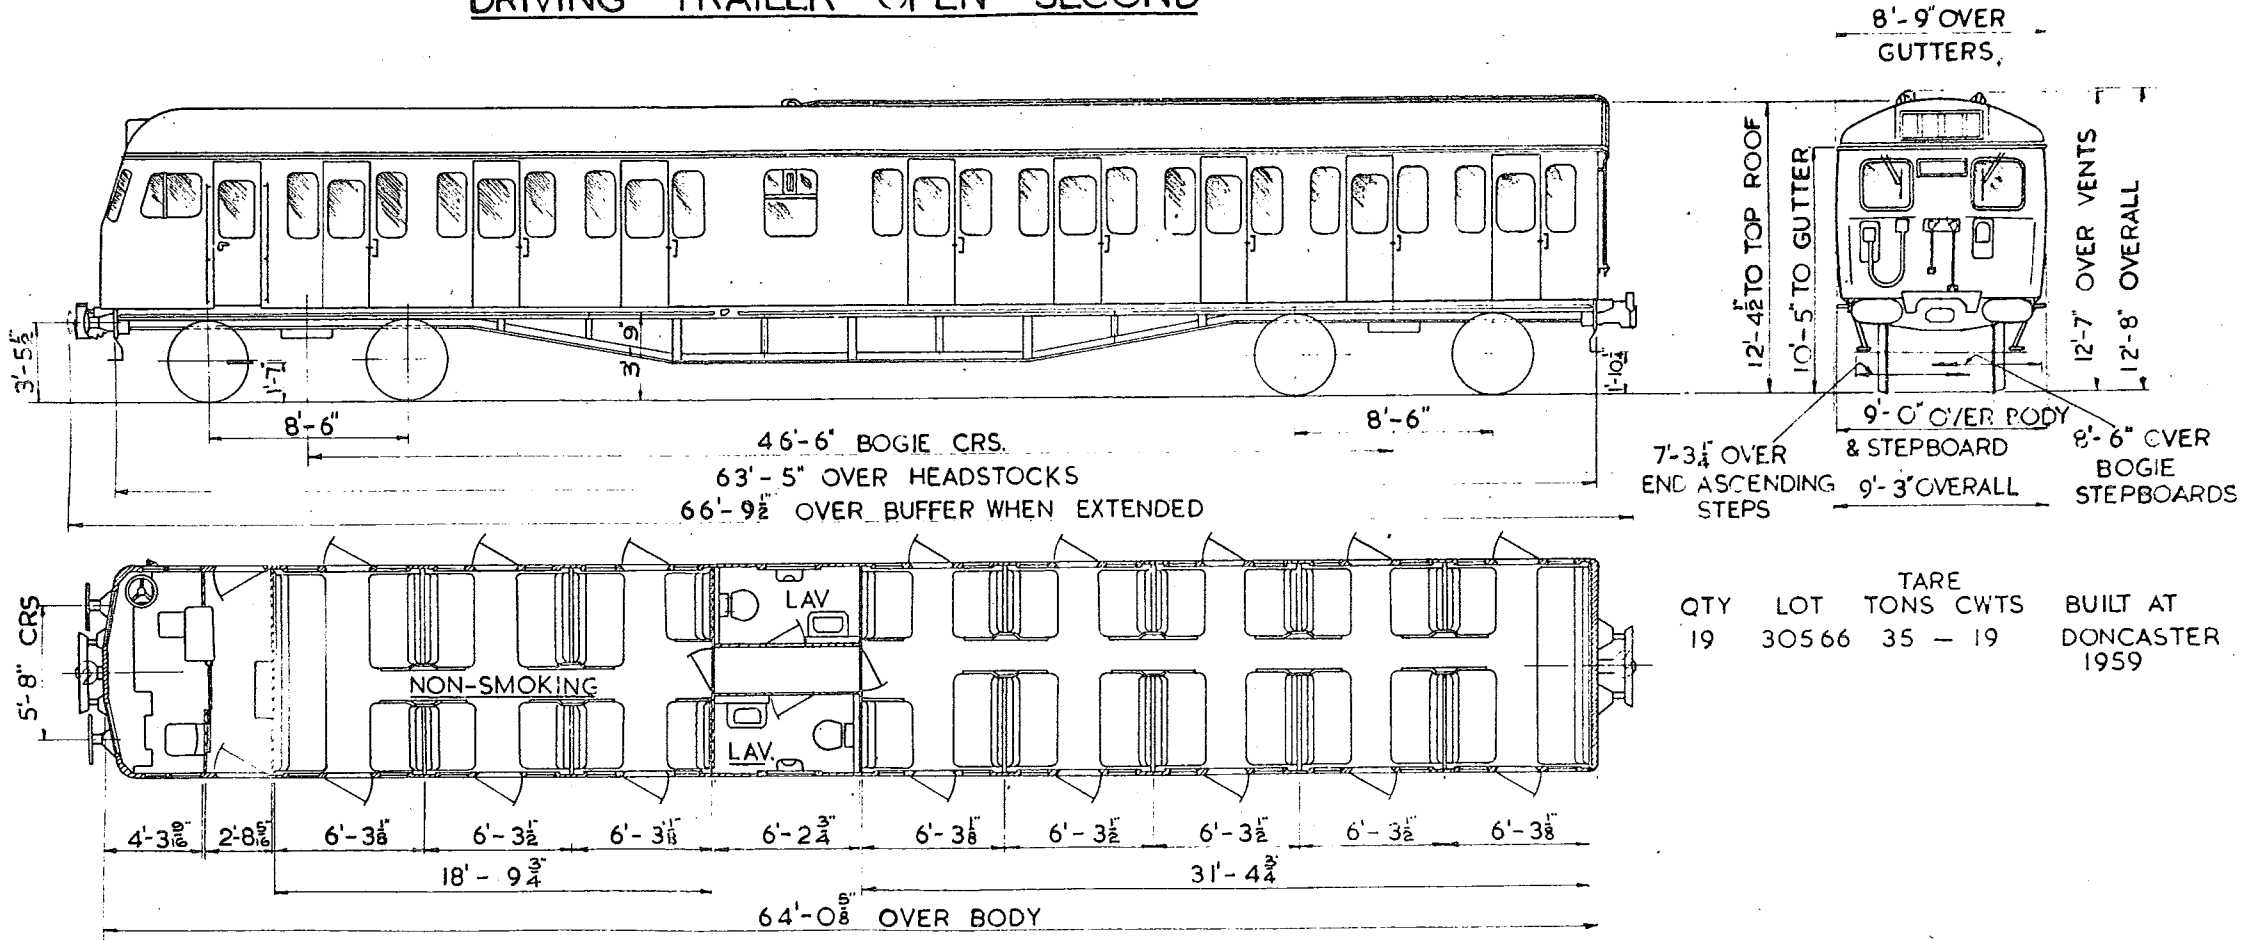 DRIVING TRAILER OPEN SECOND
8'-9" OVER
GUTTERS.
12'-4½" TO TOP ROOF
10'-5" TO GUTTER
12'-7" OVER VENTS
12'-8" OVERALL
3'-5½"
1'-7"
3'-9"
1'-10¼"
8'-6"
8'-6"
46'-6" BOGIE CRS.
63'-5" OVER HEADSTOCKS
66'-9½" OVER BUFFER WHEN EXTENDED
7'-3¼" OVER
END ASCENDING
STEPS
9'-0" OVER BODY
& STEPBOARD
9'-3" OVERALL
8'-6" OVER
BOGIE
STEPBOARDS
5'-8" CRS
NON-SMOKING
LAV
LAV.
TARE
QTY LOT TONS CWTS BUILT AT
19 30566 35 — 19 DONCASTER
1959
4'-3 9/16" 2'-8 5/16" 6'-3⅛" 6'-3½" 6'-3⅛" 6'-2¾" 6'-3⅛" 6'-3½" 6'-3½" 6'-3½" 6'-3⅛"
18'-9¾" 31'-4¾"
64'-0⅝" OVER BODY